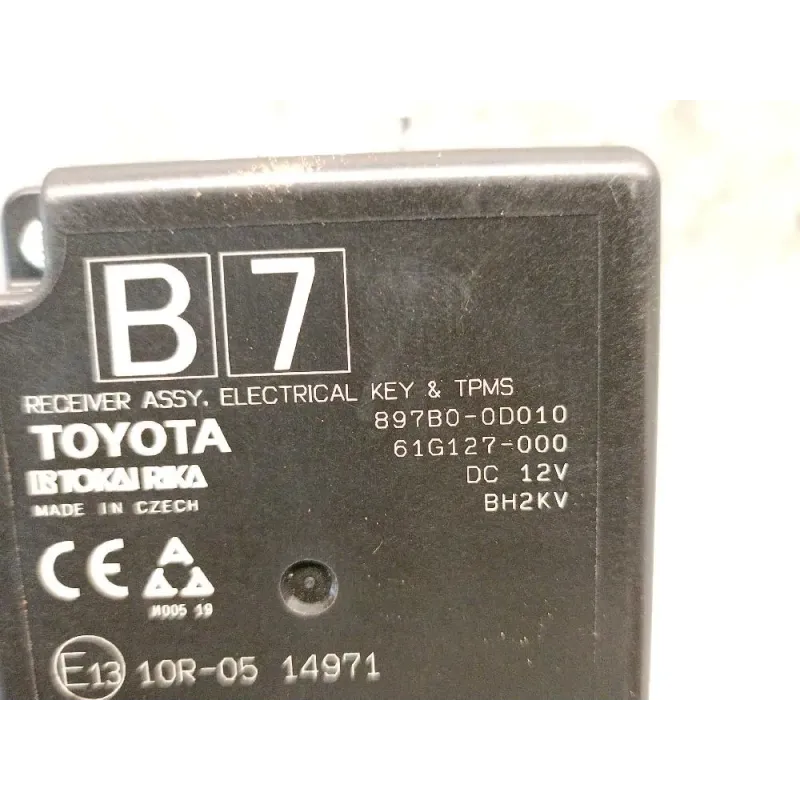 B 7
RECEIVER ASSY, ELECTRICAL KEY & TPMS
TOYOTA
897B0-0D010
61G127-000
TOKAI RIKA
DC 12V
MADE IN CZECH
BH2KV
CE
M005 19
E13 10R-05 14971